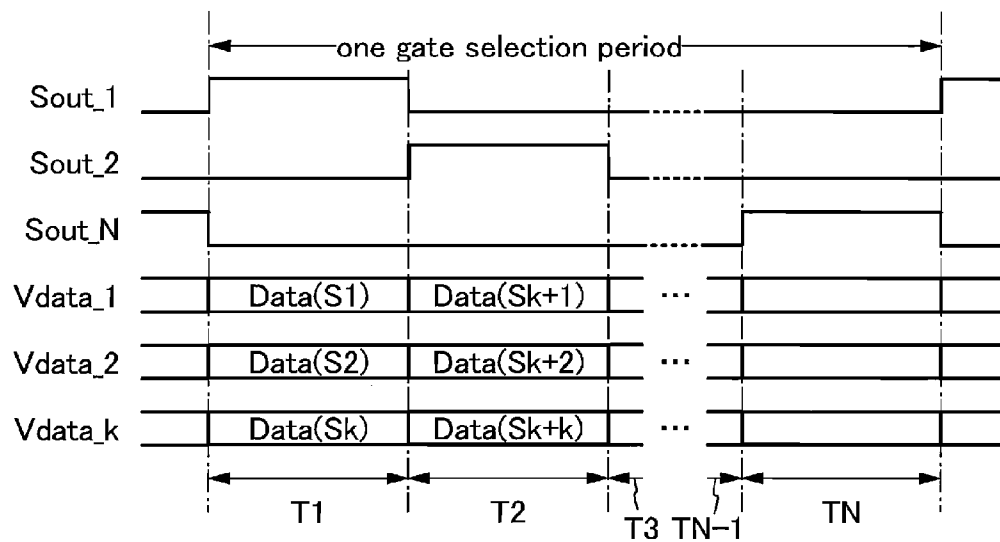 one gate selection period
Sout_1
Sout_2
Sout_N
Vdata_1 Data(S1) Data(Sk+1) ...
Vdata_2 Data(S2) Data(Sk+2) ...
Vdata_k Data(Sk) Data(Sk+k) ...
T1 T2 T3 TN-1 TN